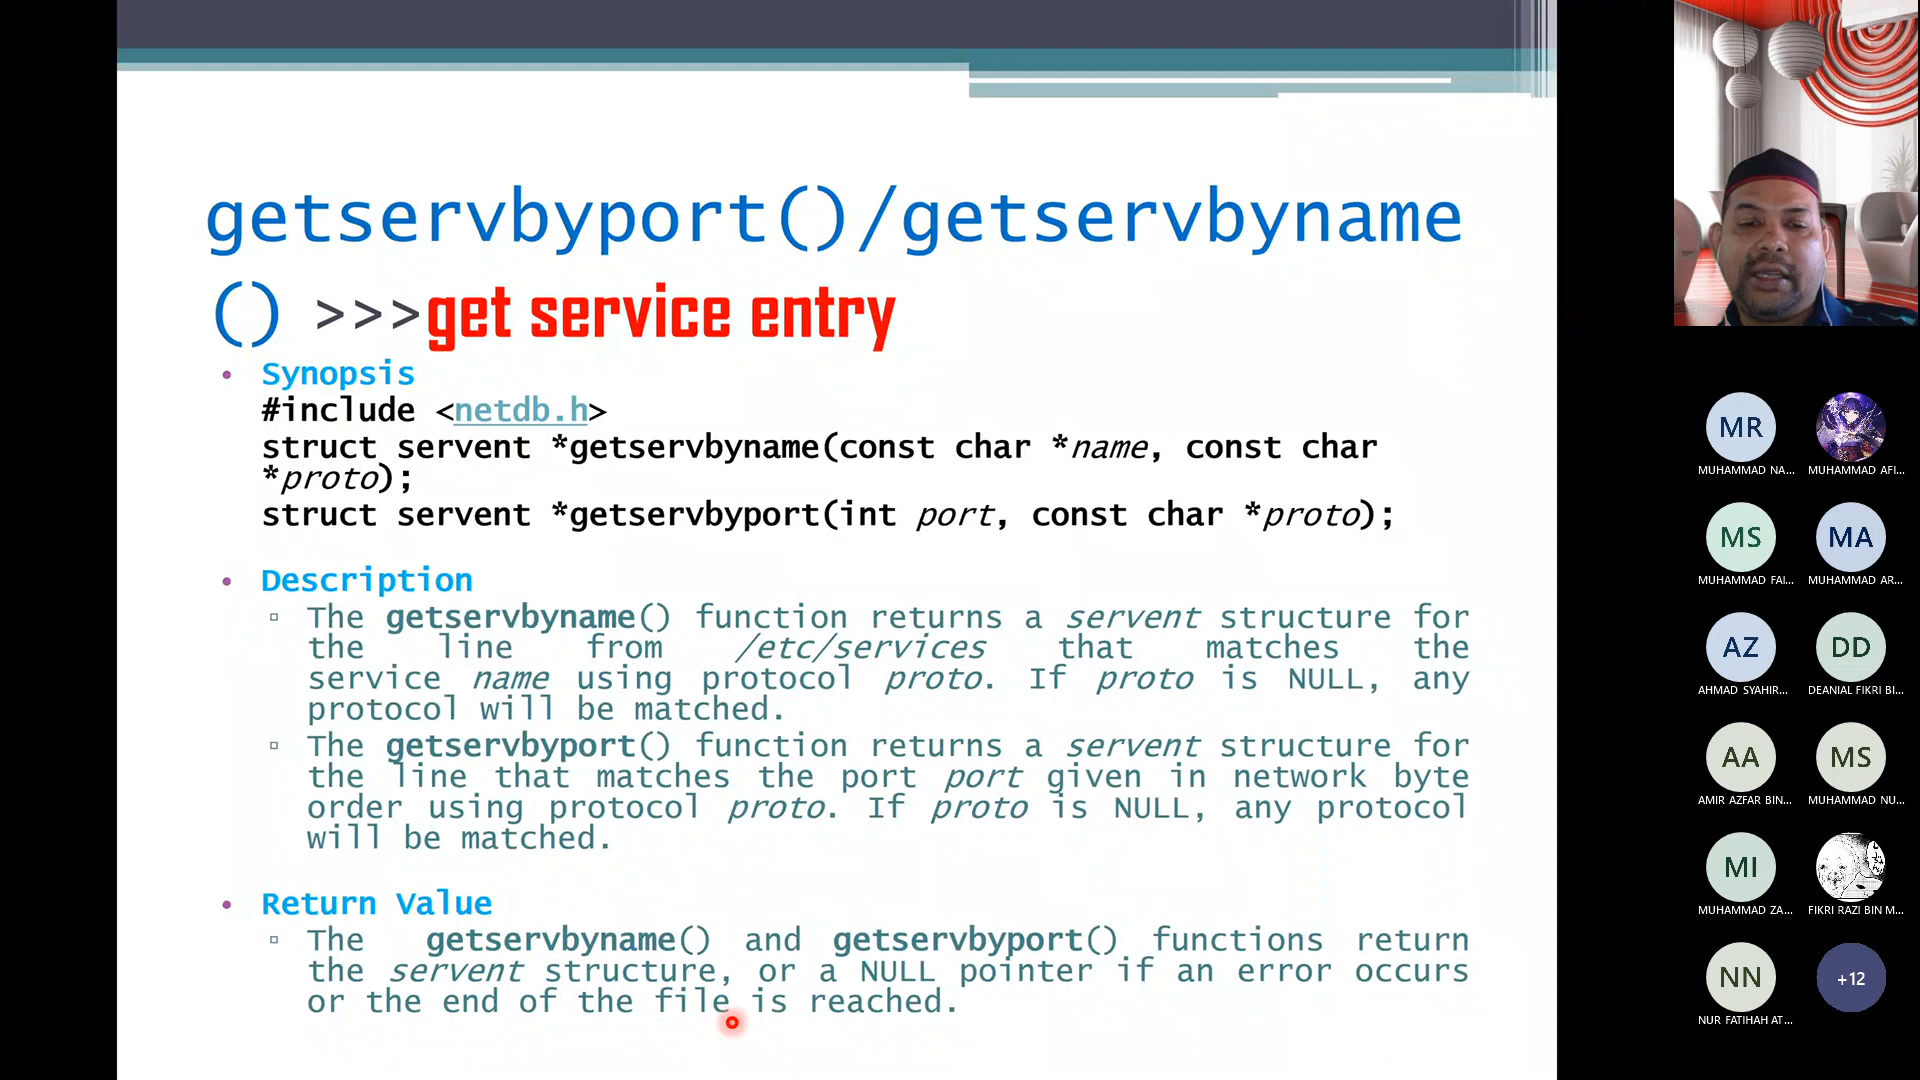 getservbyport()/getservbyname
() >>>get service entry
• Synopsis
#include <netdb.h>
struct servent *getservbyname(const char *name, const char
*proto);
struct servent *getservbyport(int port, const char *proto);
• Description
▫ The getservbyname() function returns a servent structure for
the line from /etc/services that matches the
service name using protocol proto. If proto is NULL, any
protocol will be matched.
▫ The getservbyport() function returns a servent structure for
the line that matches the port port given in network byte
order using protocol proto. If proto is NULL, any protocol
will be matched.
• Return Value
▫ The getservbyname() and getservbyport() functions return
the servent structure, or a NULL pointer if an error occurs
or the end of the file is reached.
MR
MUHAMMAD NA...
MUHAMMAD AFI...
MS
MA
MUHAMMAD FAI...
MUHAMMAD AR...
AZ
DD
AHMAD SYAHIR...
DEANIAL FIKRI BI...
AA
MS
AMIR AZFAR BIN...
MUHAMMAD NU...
MI
MUHAMMAD ZA...
FIKRI RAZI BIN M...
NN
+12
NUR FATIHAH AT...